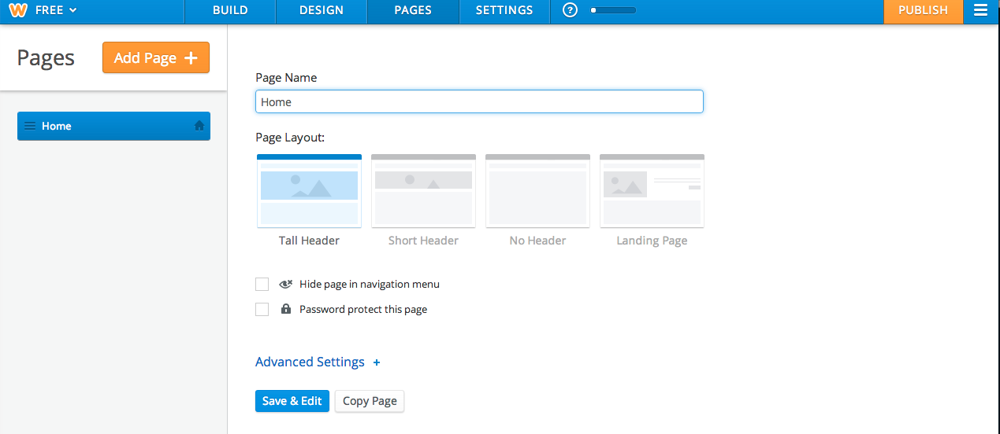 FREE BUILD DESIGN PAGES SETTINGS ? PUBLISH
Pages
Add Page +
Home
Page Name
Home
Page Layout:
Tall Header Short Header No Header Landing Page
Hide page in navigation menu
Password protect this page
Advanced Settings +
Save & Edit Copy Page